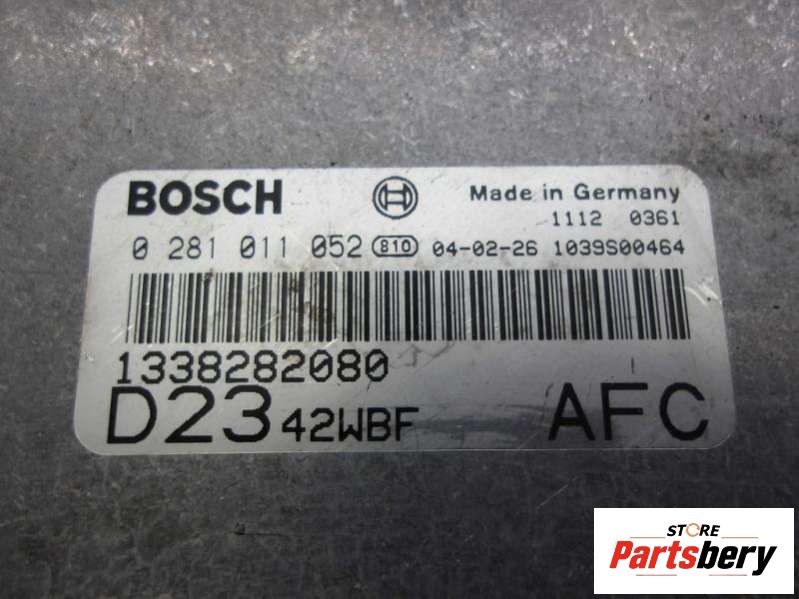 BOSCH Made in Germany
1112 0361
0 281 011 052 810 04-02-26 1039S00464
1338282080
D23 42WBF AFC
STORE
Partsbery